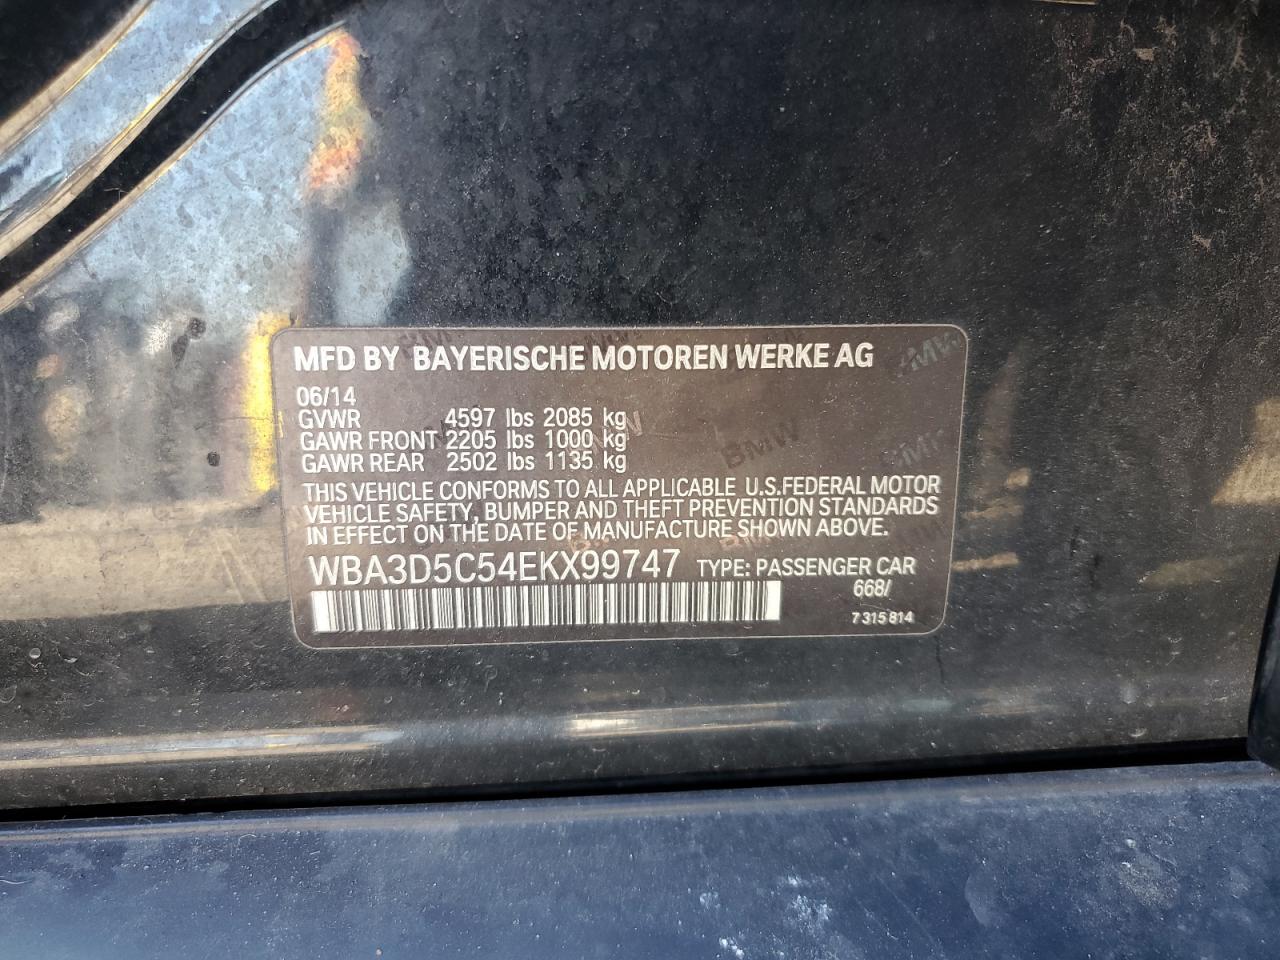 MFD BY BAYERISCHE MOTOREN WERKE AG
06/14
GVWR 4597 lbs 2085 kg
GAWR FRONT 2205 lbs 1000 kg
GAWR REAR 2502 lbs 1135 kg
THIS VEHICLE CONFORMS TO ALL APPLICABLE U.S.FEDERAL MOTOR
VEHICLE SAFETY, BUMPER AND THEFT PREVENTION STANDARDS
IN EFFECT ON THE DATE OF MANUFACTURE SHOWN ABOVE.
WBA3D5C54EKX99747 TYPE: PASSENGER CAR
668/
7 315 814